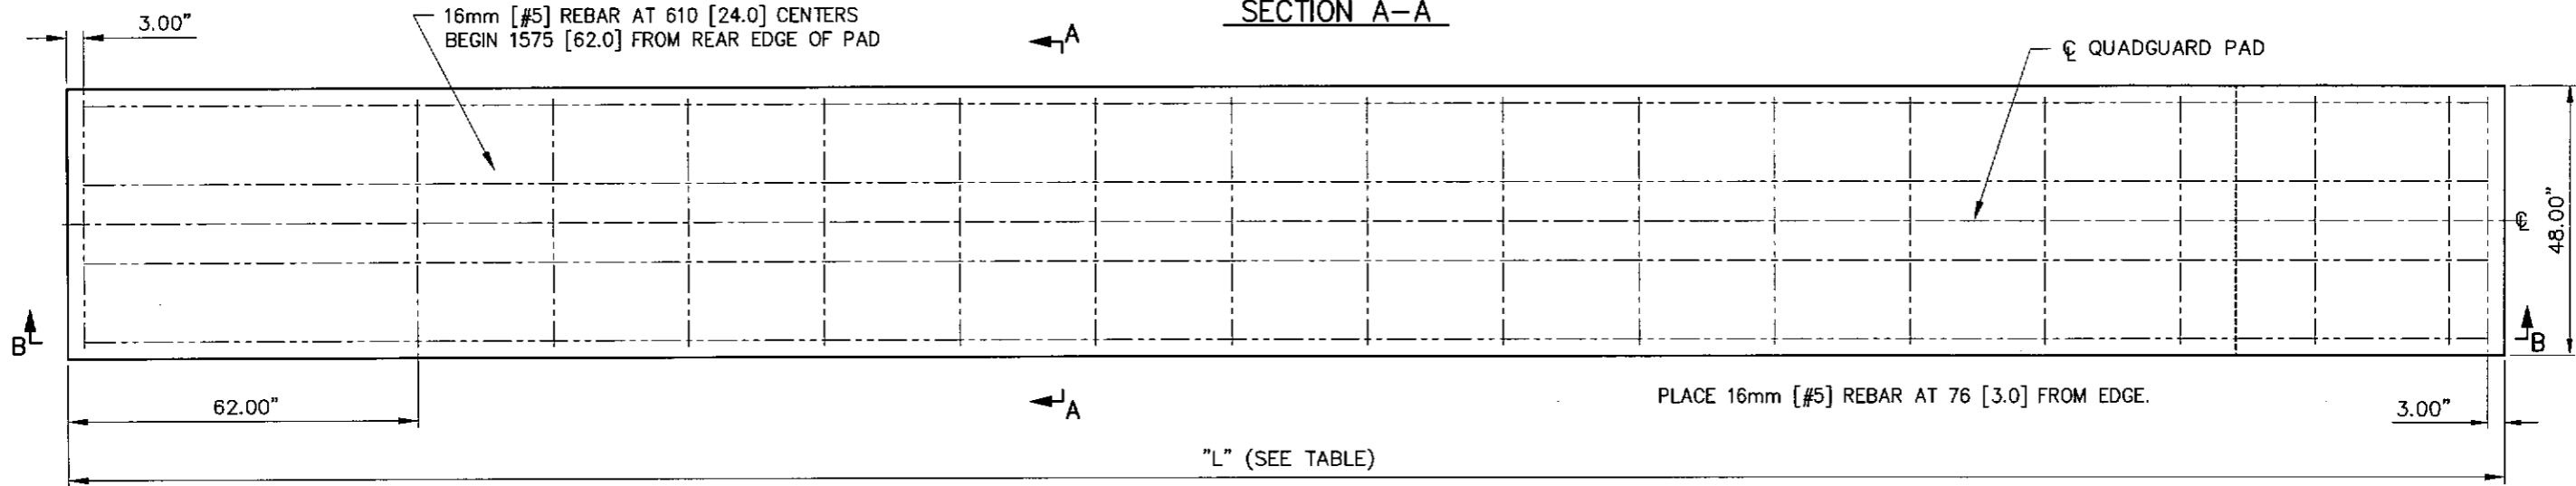 SECTION A-A
3.00"
16mm [#5] REBAR AT 610 [24.0] CENTERS
BEGIN 1575 [62.0] FROM REAR EDGE OF PAD
A
℄ QUADGUARD PAD
℄
48.00"
B
B
62.00"
A
PLACE 16mm [#5] REBAR AT 76 [3.0] FROM EDGE.
3.00"
"L" (SEE TABLE)